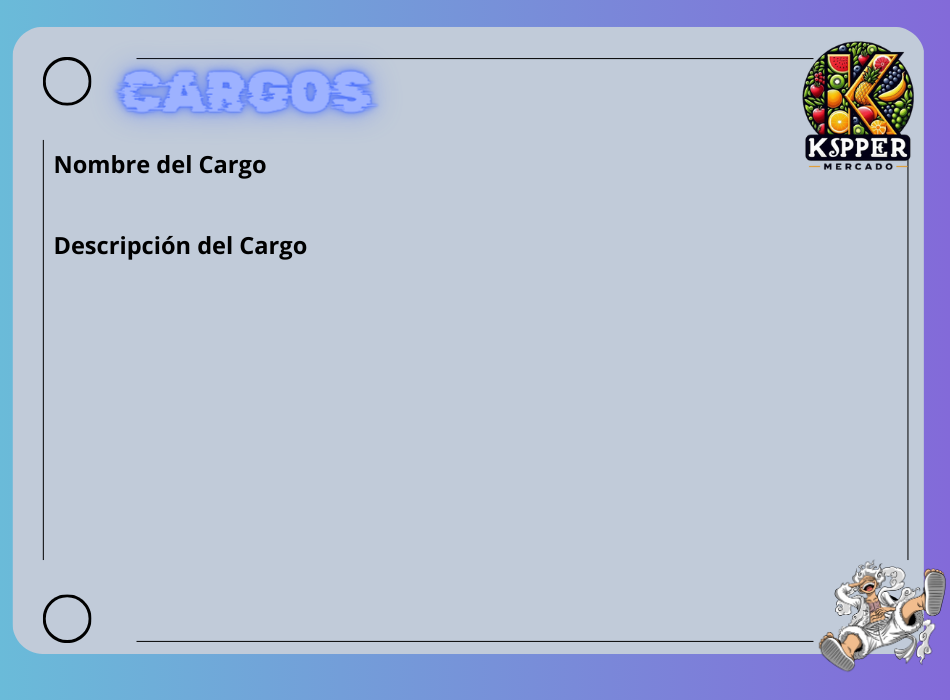 CARGOS
KSPPER
MERCADO
Nombre del Cargo
Descripción del Cargo